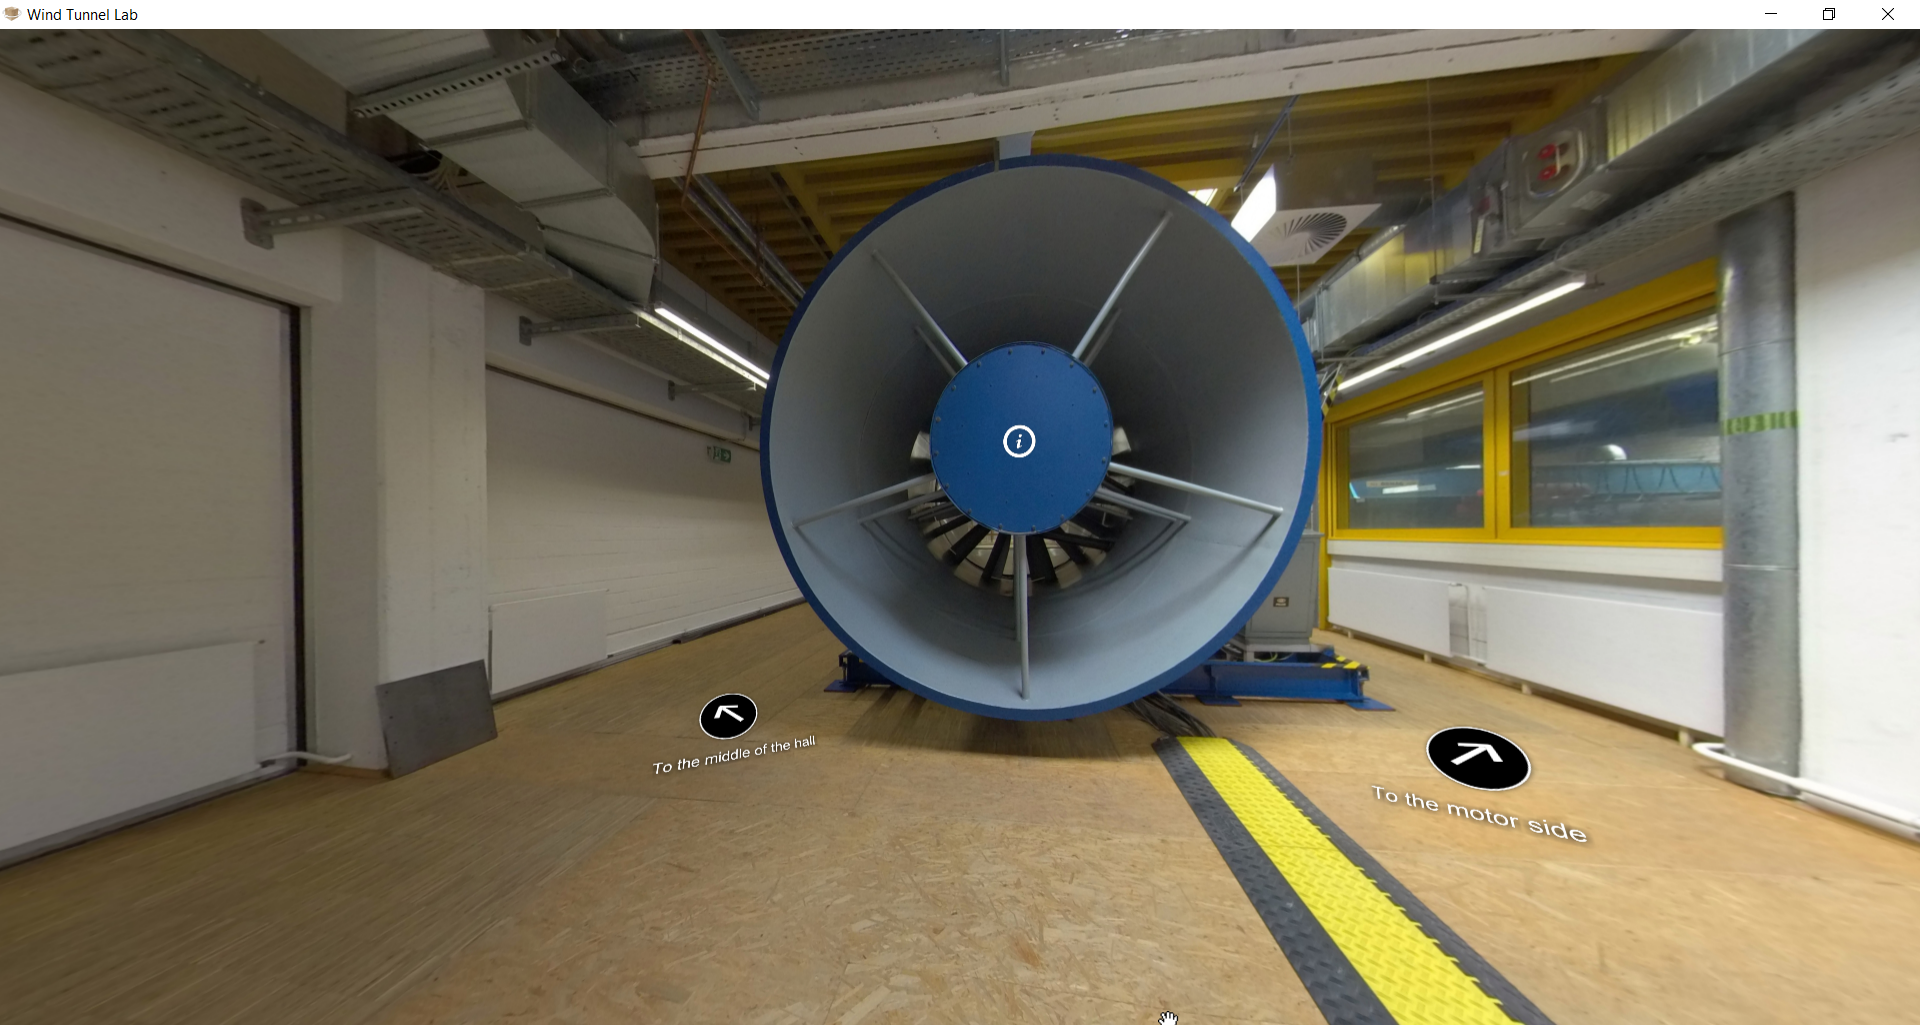 Wind Tunnel Lab
i
To the middle of the hall
To the motor side